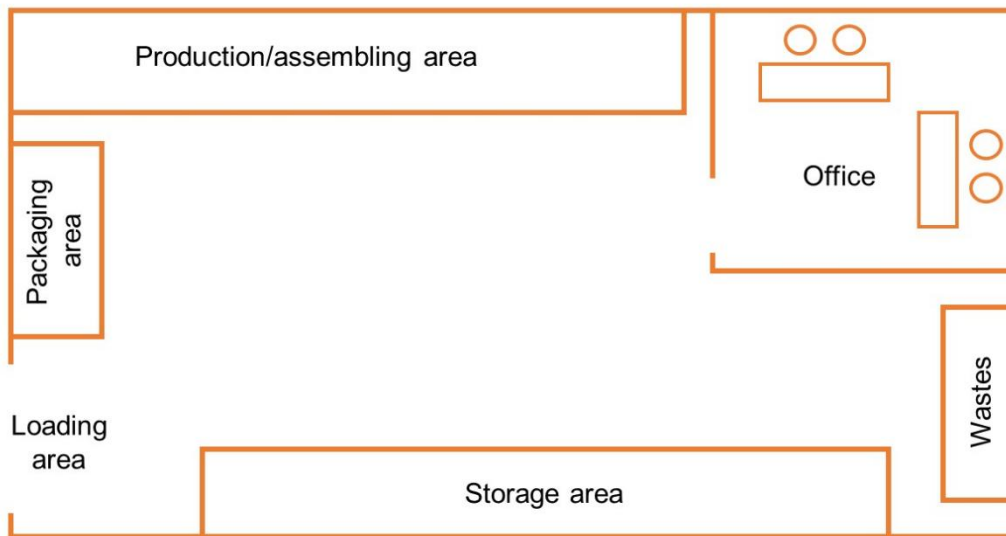 Production/assembling area
Office
Packaging
area
Wastes
Loading
area
Storage area